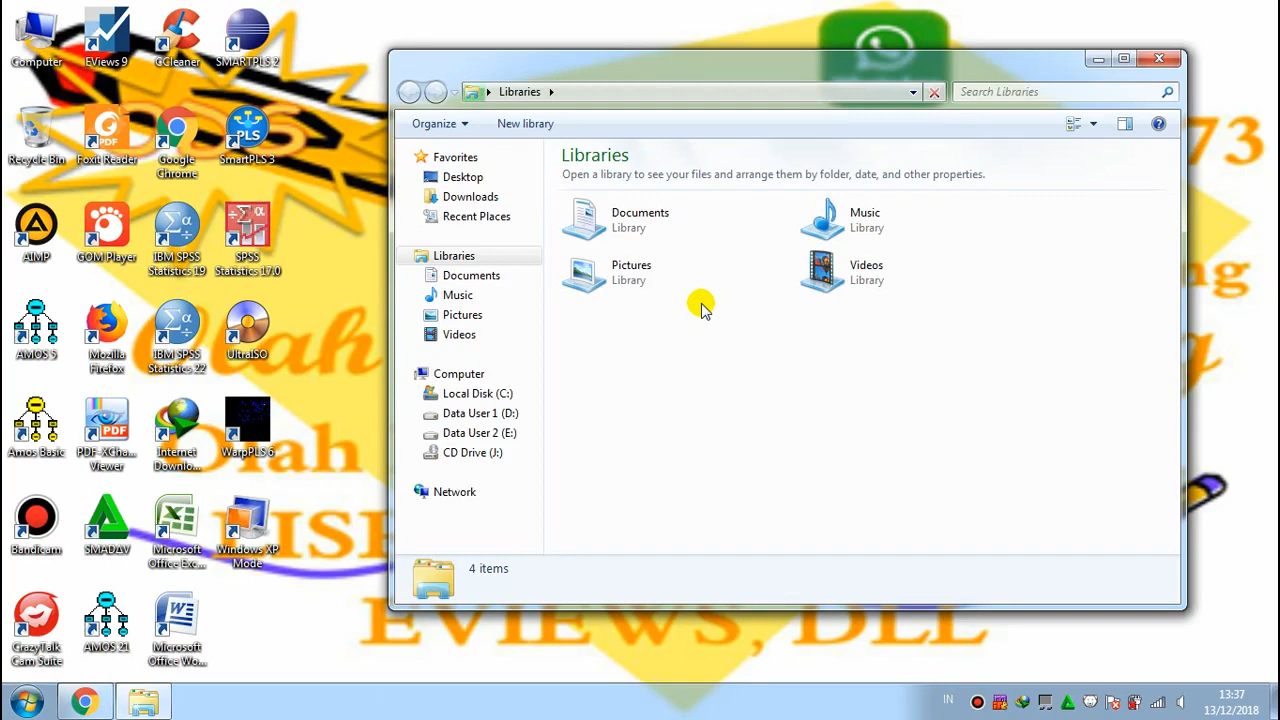 Computer
EViews 9
CCleaner
SMARTPLS 2
Recycle Bin
Foxit Reader
Google
Chrome
SmartPLS 3
AIMP
GOM Player
IBM SPSS
Statistics 19
SPSS
Statistics 17.0
AMOS 5
Mozilla
Firefox
IBM SPSS
Statistics 22
UltraISO
Amos Basic
PDF-XCha...
Viewer
Internet
Downlo...
WarpPLS 6
Bandicam
SMADΔV
Microsoft
Office Exc...
Windows XP
Mode
CrazyTalk
Cam Suite
AMOS 21
Microsoft
Office Wo...
Libraries
Search Libraries
Organize
New library
Favorites
Desktop
Downloads
Recent Places
Libraries
Documents
Music
Pictures
Videos
Computer
Local Disk (C:)
Data User 1 (D:)
Data User 2 (E:)
CD Drive (J:)
Network
Libraries
Open a library to see your files and arrange them by folder, date, and other properties.
Documents
Library
Music
Library
Pictures
Library
Videos
Library
4 items
73
ng
Olah
Olah
LISR
EVIEWS, DLL
IN
13:37
13/12/2018